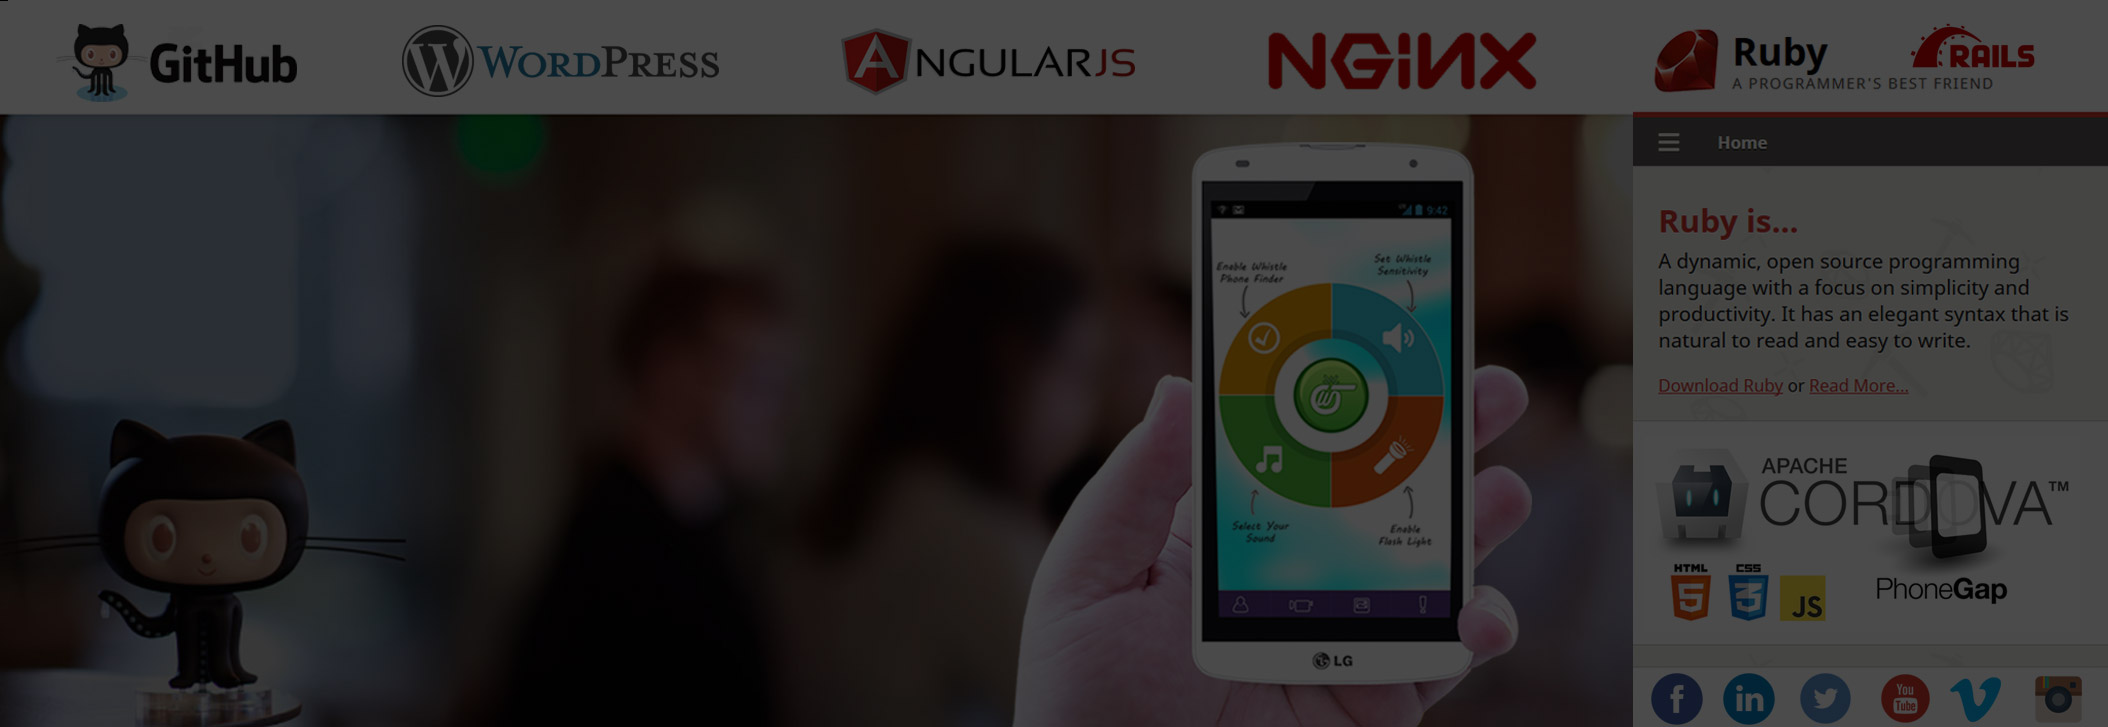 GitHub
WORDPRESS
ANGULARJS
NGINX
Ruby
A PROGRAMMER'S BEST FRIEND
RAILS
Home
Ruby is...
A dynamic, open source programming
language with a focus on simplicity and
productivity. It has an elegant syntax that is
natural to read and easy to write.
Download Ruby or Read More...
APACHE
CORDOVA™
HTML
5
CSS
3
JS
PhoneGap
f
in
You
Tube
9:42
Enable Whistle
Phone Finder
Set Whistle
Sensitivity
Select Your
Sound
Enable
Flash Light
LG